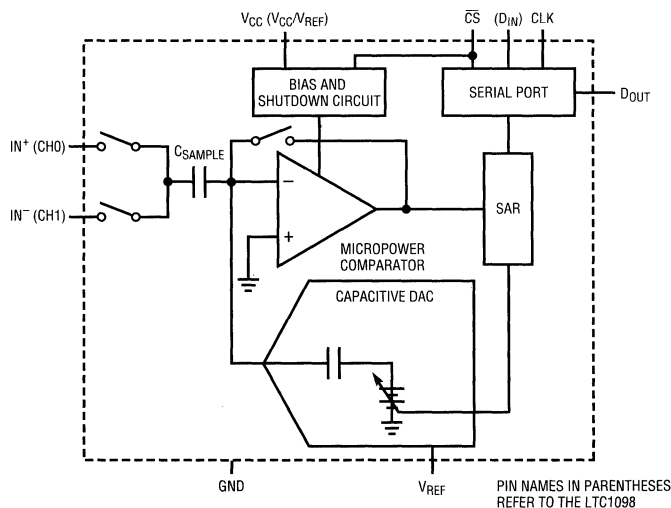 VCC (VCC/VREF)
CS
(DIN)
CLK
BIAS AND
SHUTDOWN CIRCUIT
SERIAL PORT
DOUT
IN+ (CH0)
CSAMPLE
−
SAR
IN− (CH1)
+
MICROPOWER
COMPARATOR
CAPACITIVE DAC
GND
VREF
PIN NAMES IN PARENTHESES
REFER TO THE LTC1098